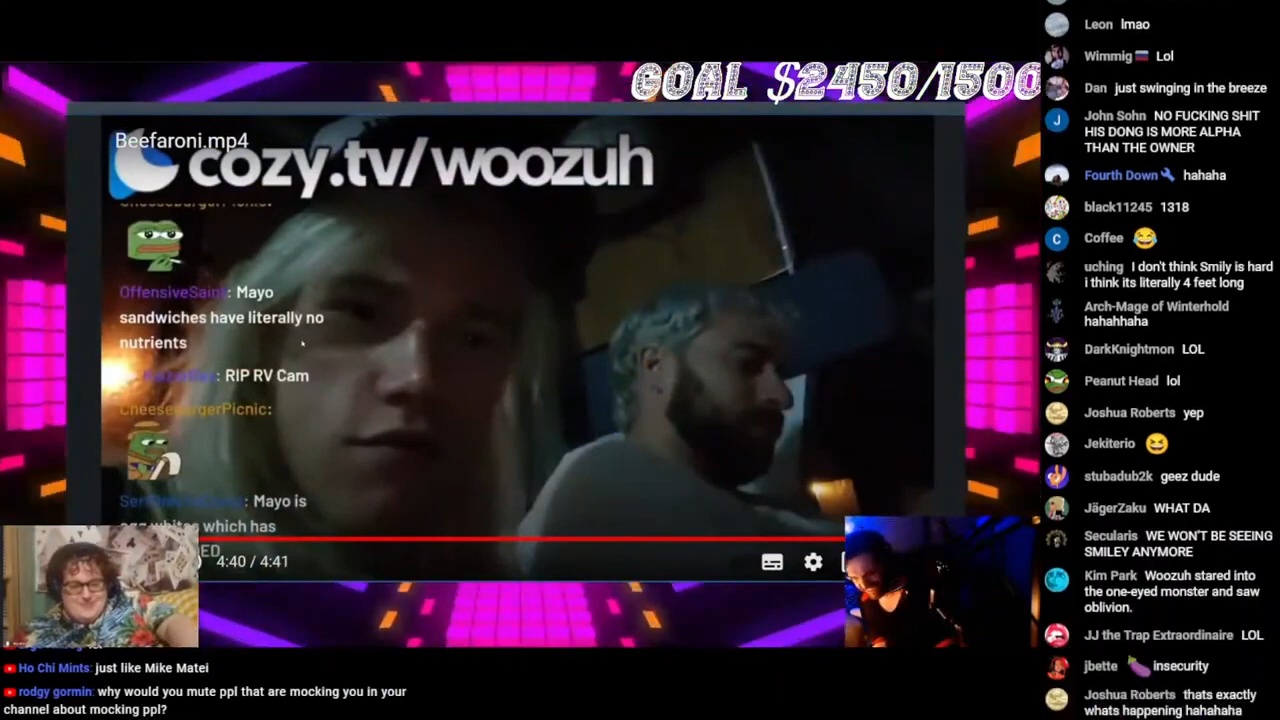 GOAL $2450/1500
Beefaroni.mp4
cozy.tv/woozuh
OffensiveSaint: Mayo
sandwiches have literally no
nutrients
: RIP RV Cam
CheeseburgerPicnic:
: Mayo is
egg whites which has
4:40 / 4:41
Ho Chi Mints: just like Mike Matei
rodgy gormin: why would you mute ppl that are mocking you in your
channel about mocking ppl?
Leon lmao
Wimmig Lol
Dan just swinging in the breeze
John Sohn NO FUCKING SHIT
HIS DONG IS MORE ALPHA
THAN THE OWNER
Fourth Down hahaha
black11245 1318
Coffee 😂
uching I don't think Smily is hard
i think its literally 4 feet long
Arch-Mage of Winterhold
hahahhaha
DarkKnightmon LOL
Peanut Head lol
Joshua Roberts yep
Jekiterio 😆
stubadub2k geez dude
JägerZaku WHAT DA
Secularis WE WON'T BE SEEING
SMILEY ANYMORE
Kim Park Woozuh stared into
the one-eyed monster and saw
oblivion.
JJ the Trap Extraordinaire LOL
jbette 🍆 insecurity
Joshua Roberts thats exactly
whats happening hahahaha